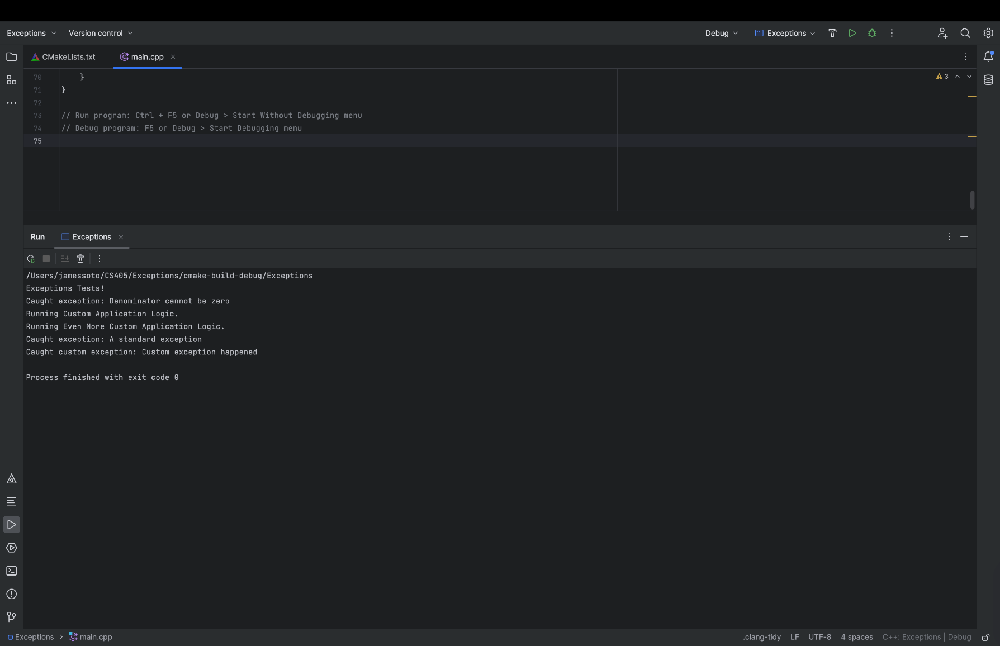 Exceptions Version control Debug Exceptions
CMakeLists.txt main.cpp
70 }
71 }
72
73 // Run program: Ctrl + F5 or Debug > Start Without Debugging menu
74 // Debug program: F5 or Debug > Start Debugging menu
75
3
Run Exceptions
/Users/jamessoto/CS405/Exceptions/cmake-build-debug/Exceptions
Exceptions Tests!
Caught exception: Denominator cannot be zero
Running Custom Application Logic.
Running Even More Custom Application Logic.
Caught exception: A standard exception
Caught custom exception: Custom exception happened
Process finished with exit code 0
Exceptions > main.cpp .clang-tidy LF UTF-8 4 spaces C++: Exceptions | Debug